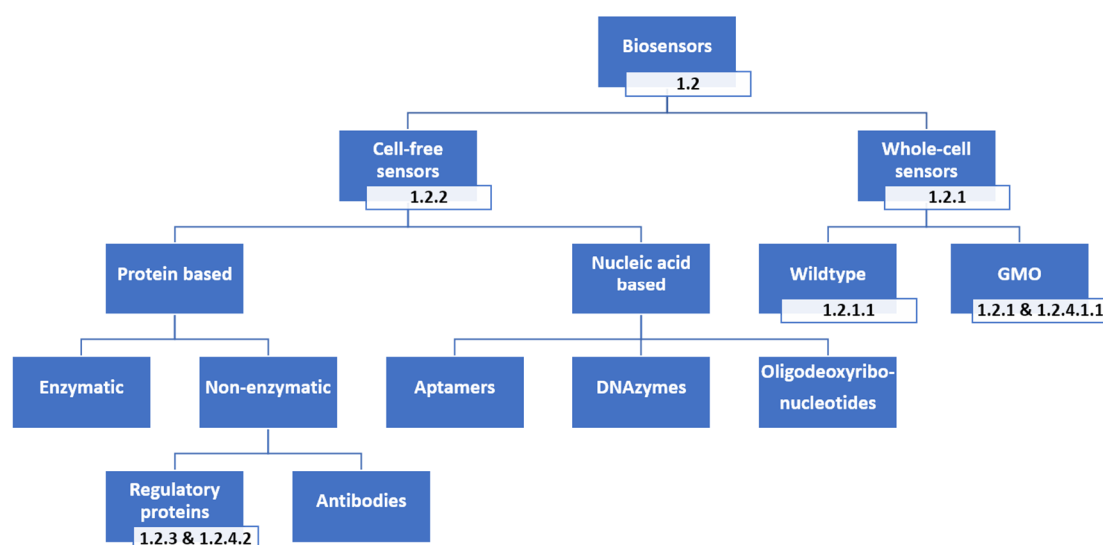 Biosensors
1.2
Cell-free
sensors
1.2.2
Whole-cell
sensors
1.2.1
Protein based
Nucleic acid
based
Wildtype
1.2.1.1
GMO
1.2.1 & 1.2.4.1.1
Enzymatic
Non-enzymatic
Aptamers
DNAzymes
Oligodeoxyribo-
nucleotides
Regulatory
proteins
1.2.3 & 1.2.4.2
Antibodies